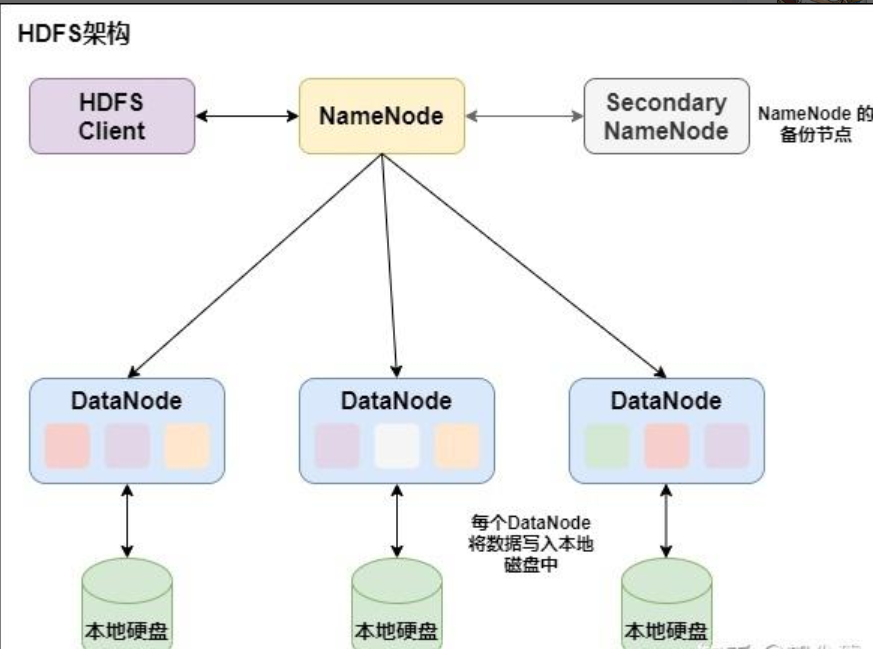 HDFS架构
HDFS
Client
NameNode
Secondary
NameNode
NameNode 的
备份节点
DataNode
DataNode
DataNode
每个DataNode
将数据写入本地
磁盘中
本地硬盘
本地硬盘
本地硬盘